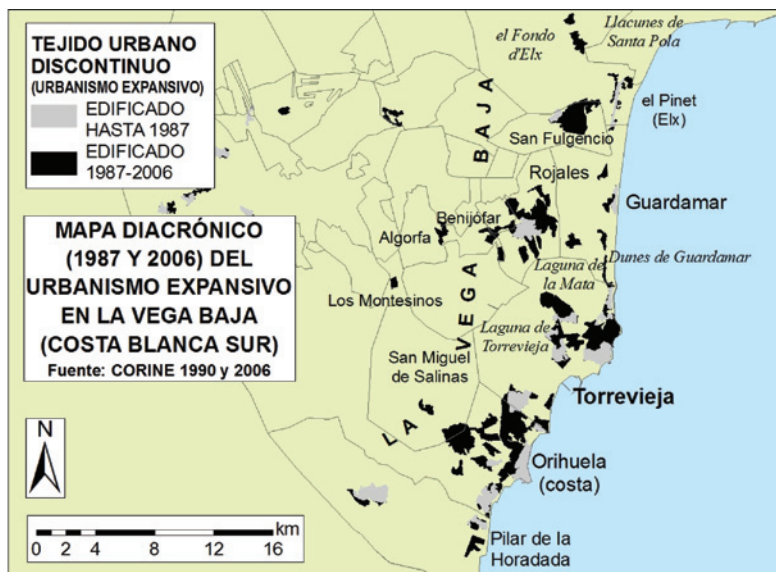 TEJIDO URBANO
DISCONTINUO
(URBANISMO EXPANSIVO)
EDIFICADO
HASTA 1987
EDIFICADO
1987-2006
MAPA DIACRÓNICO
(1987 Y 2006) DEL
URBANISMO EXPANSIVO
EN LA VEGA BAJA
(COSTA BLANCA SUR)
Fuente: CORINE 1990 y 2006
N
km
0 2 4 8 12 16
el Fondo
d'Elx
Llacunes de
Santa Pola
el Pinet
(Elx)
San Fulgencio
Rojales
Guardamar
Benijófar
Algorfa
Dunes de Guardamar
Laguna de
la Mata
Los Montesinos
Laguna de
Torrevieja
San Miguel
de Salinas
Torrevieja
Orihuela
(costa)
Pilar de la
Horadada
LA VEGA BAJA